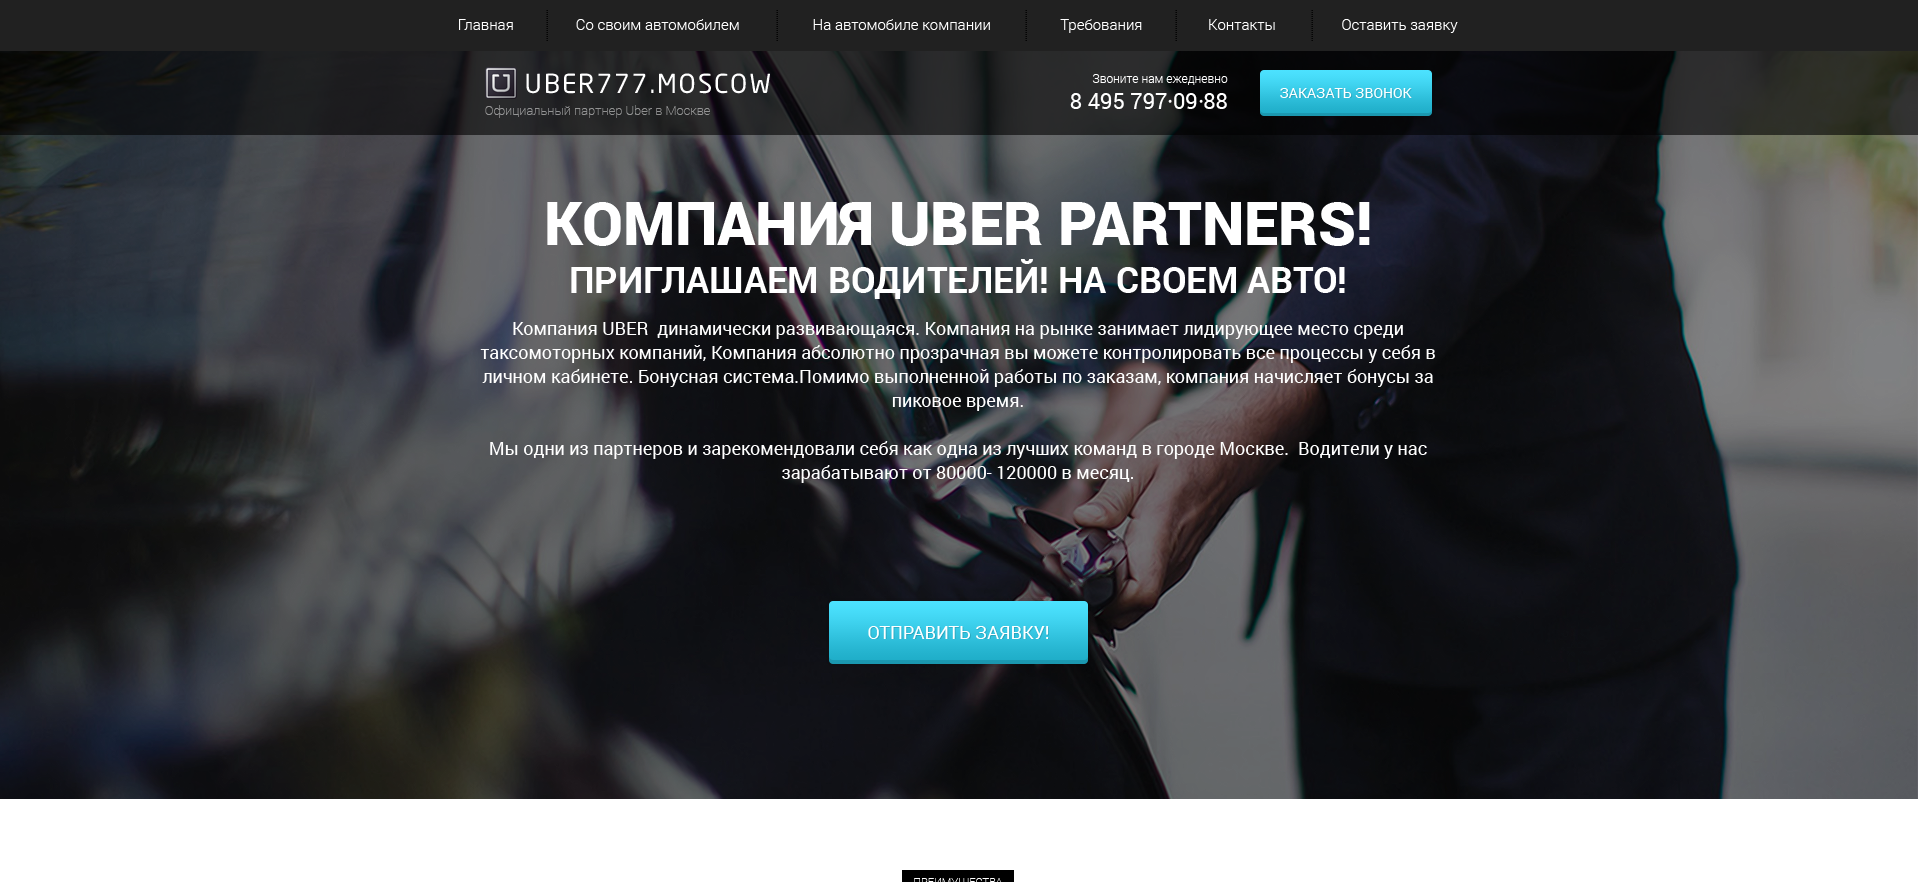 Главная
Со своим автомобилем
На автомобиле компании
Требования
Контакты
Оставить заявку
UBER777.MOSCOW
Официальный партнер Uber в Москве
Звоните нам ежедневно
8 495 797·09·88
ЗАКАЗАТЬ ЗВОНОК
КОМПАНИЯ UBER PARTNERS!
ПРИГЛАШАЕМ ВОДИТЕЛЕЙ! НА СВОЕМ АВТО!
Компания UBER  динамически развивающаяся. Компания на рынке занимает лидирующее место среди
таксомоторных компаний, Компания абсолютно прозрачная вы можете контролировать все процессы у себя в
личном кабинете. Бонусная система.Помимо выполненной работы по заказам, компания начисляет бонусы за
пиковое время.
Мы одни из партнеров и зарекомендовали себя как одна из лучших команд в городе Москве.  Водители у нас
зарабатывают от 80000- 120000 в месяц.
ОТПРАВИТЬ ЗАЯВКУ!
ПРЕИМУЩЕСТВА